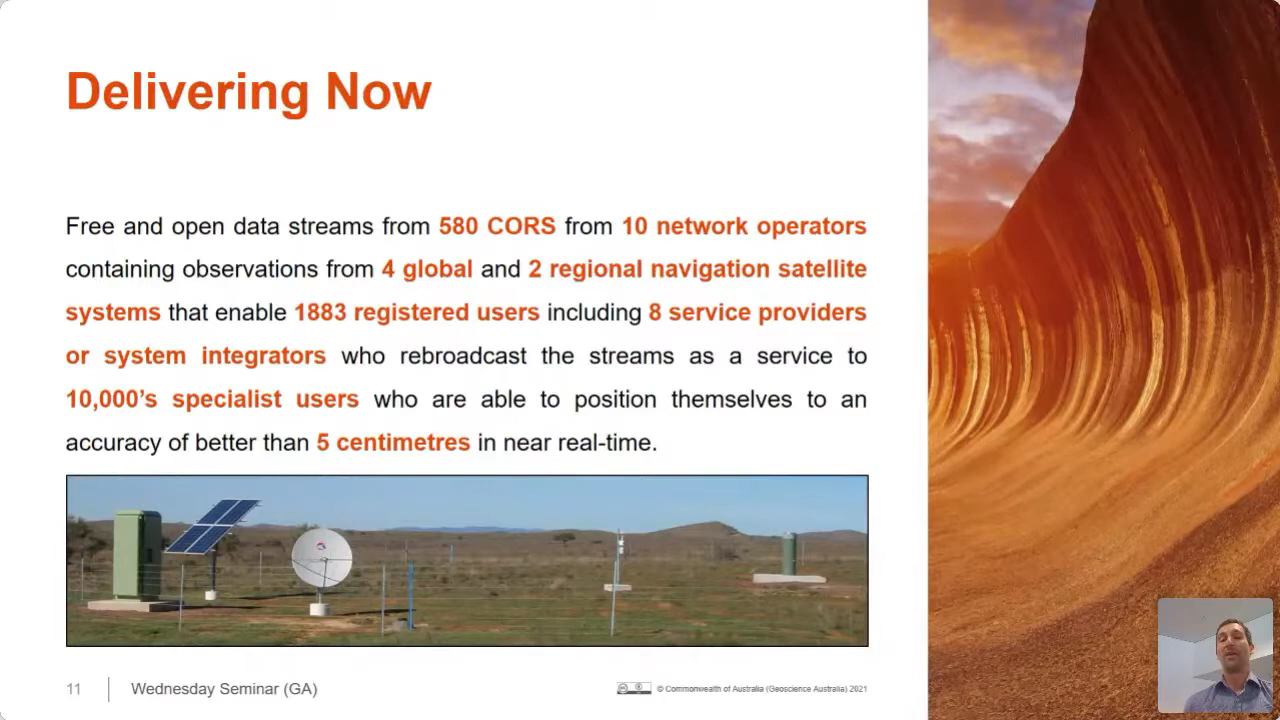 Delivering Now
Free and open data streams from 580 CORS from 10 network operators
containing observations from 4 global and 2 regional navigation satellite
systems that enable 1883 registered users including 8 service providers
or system integrators who rebroadcast the streams as a service to
10,000’s specialist users who are able to position themselves to an
accuracy of better than 5 centimetres in near real-time.
11
Wednesday Seminar (GA)
© Commonwealth of Australia (Geoscience Australia) 2021